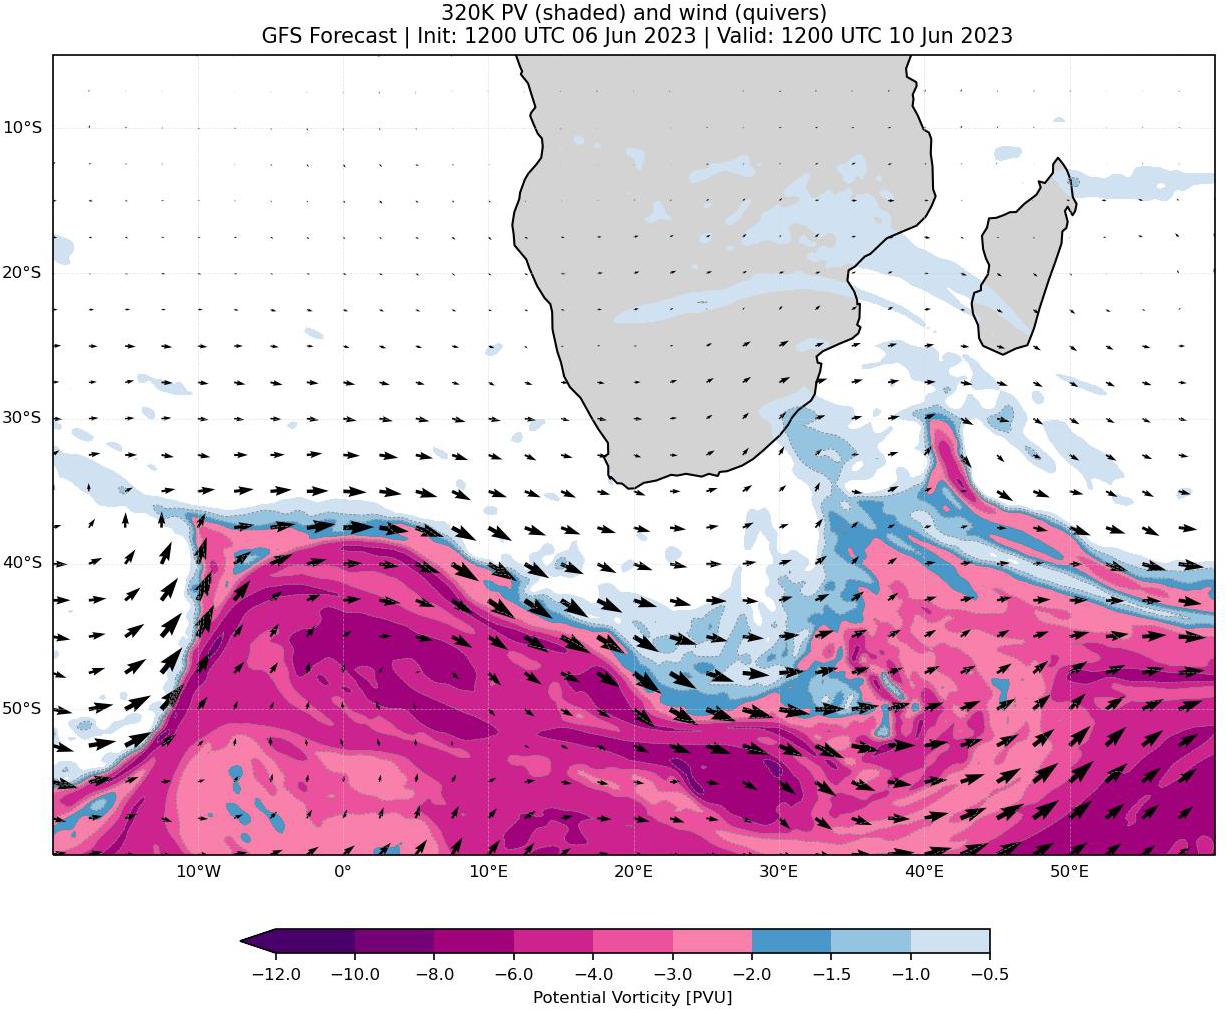 320K PV (shaded) and wind (quivers)
GFS Forecast | Init: 1200 UTC 06 Jun 2023 | Valid: 1200 UTC 10 Jun 2023
10°S
20°S
30°S
40°S
50°S
10°W 0° 10°E 20°E 30°E 40°E 50°E
−12.0 −10.0 −8.0 −6.0 −4.0 −3.0 −2.0 −1.5 −1.0 −0.5
Potential Vorticity [PVU]